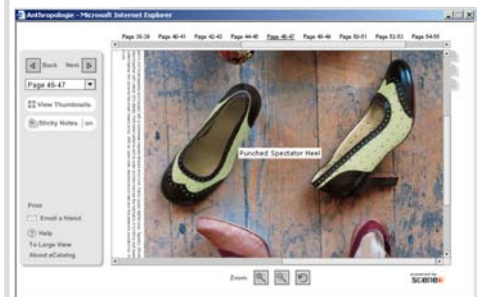 Anthropologie - Microsoft Internet Explorer
Page 38-39 Page 40-41 Page 42-43 Page 44-45 Page 46-47 Page 48-49 Page 50-51 Page 52-53 Page 54-55
Back Next
Page 46-47
View Thumbnails
Sticky Notes on
Punched Spectator Heel
Print
Email a friend
Help
To Large View
About eCatalog
Zoom
powered by
scene